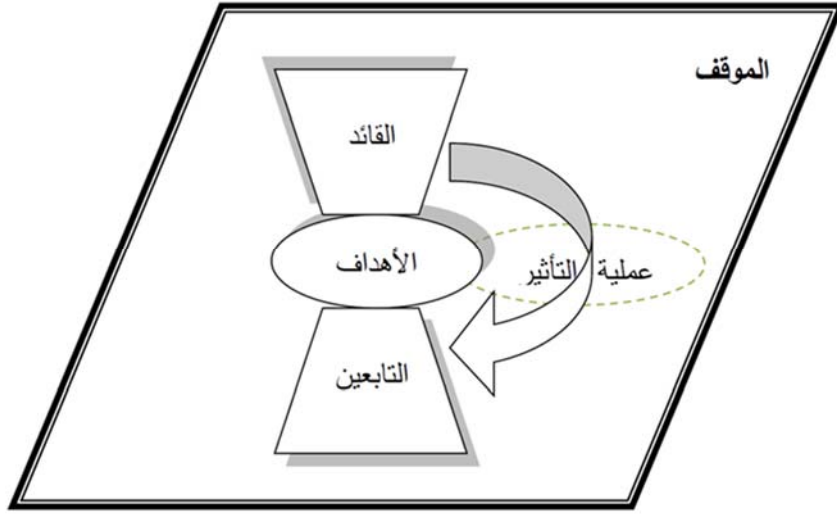 الموقف
القائد
الأهداف
عملية التأثير
التابعين